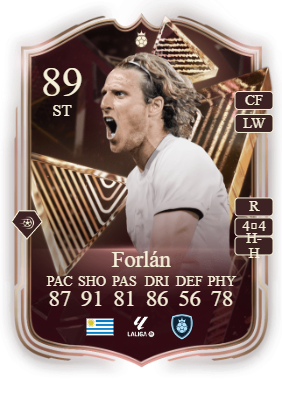 89
ST
CF
LW
R
4□4
H-
H
Forlán
PAC SHO PAS DRI DEF PHY
87 91 81 86 56 78
LALIGA